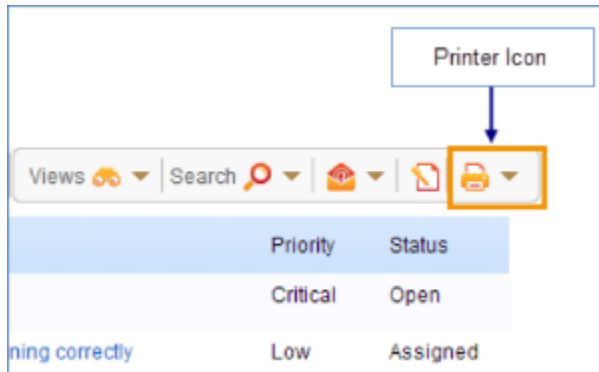 Printer Icon
Views Search
Priority Status
Critical Open
ning correctly Low Assigned